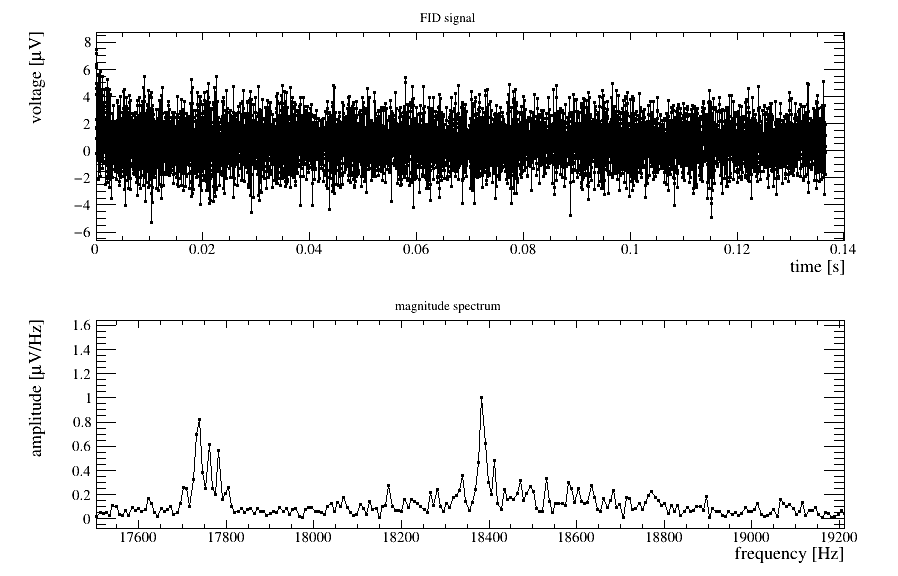 FID signal
voltage [μV]
8
6
4
2
0
−2
−4
−6
0 0.02 0.04 0.06 0.08 0.1 0.12 0.14
time [s]
magnitude spectrum
amplitude [μV/Hz]
1.6
1.4
1.2
1
0.8
0.6
0.4
0.2
0
17600 17800 18000 18200 18400 18600 18800 19000 19200
frequency [Hz]